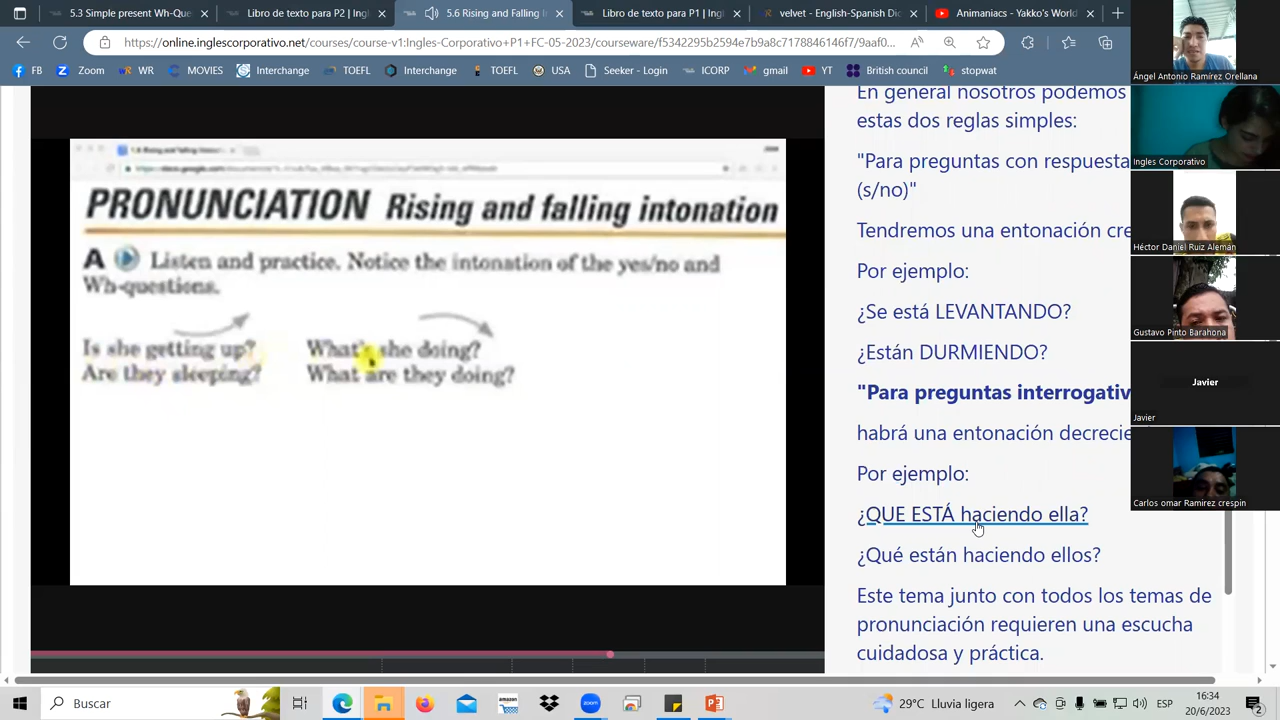 5.3 Simple present Wh-Ques
Libro de texto para P2 | Ingl
5.6 Rising and Falling I
Libro de texto para P1 | Ingl
velvet - English-Spanish Dic
Animaniacs - Yakko's World
https://online.inglescorporativo.net/courses/course-v1:Ingles-Corporativo+P1+FC-05-2023/courseware/f5342295b2594e7b9a8c7178846146f7/9aaf0...
FB
Zoom
WR
MOVIES
Interchange
TOEFL
Interchange
TOEFL
USA
Seeker - Login
ICORP
gmail
YT
British council
stopwat
PRONUNCIATION Rising and falling intonation
A Listen and practice. Notice the intonation of the yes/no and
Wh-questions.
Is she getting up? What's she doing?
Are they sleeping? What are they doing?
En general nosotros podemos
estas dos reglas simples:
"Para preguntas con respuesta
(s/no)"
Tendremos una entonación cre
Por ejemplo:
¿Se está LEVANTANDO?
¿Están DURMIENDO?
"Para preguntas interrogativ
habrá una entonación decrecie
Por ejemplo:
¿QUE ESTÁ haciendo ella?
¿Qué están haciendo ellos?
Este tema junto con todos los temas de
pronunciación requieren una escucha
cuidadosa y práctica.
Ángel Antonio Ramírez Orellana
Ingles Corporativo
Héctor Daniel Ruiz Alemán
Gustavo Pinto Barahona
Javier
Javier
Carlos omar Ramirez crespin
Buscar
29°C Lluvia ligera
ESP
16:34
20/6/2023
2